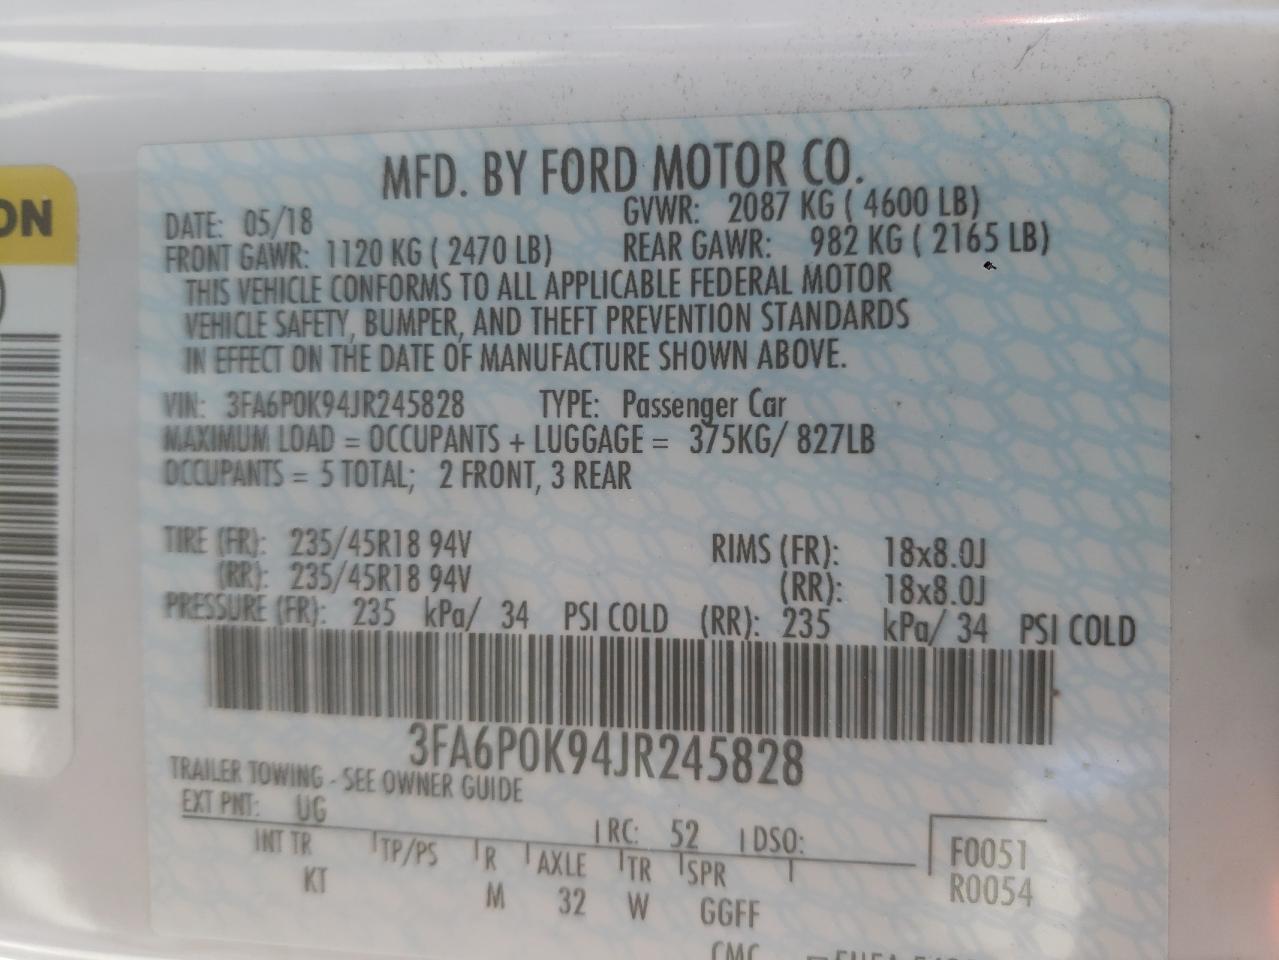 ON
MFD. BY FORD MOTOR CO.
DATE: 05/18 GVWR: 2087 KG ( 4600 LB)
FRONT GAWR: 1120 KG ( 2470 LB) REAR GAWR: 982 KG ( 2165 LB)
THIS VEHICLE CONFORMS TO ALL APPLICABLE FEDERAL MOTOR
VEHICLE SAFETY, BUMPER, AND THEFT PREVENTION STANDARDS
IN EFFECT ON THE DATE OF MANUFACTURE SHOWN ABOVE.
VIN: 3FA6P0K94JR245828 TYPE: Passenger Car
MAXIMUM LOAD = OCCUPANTS + LUGGAGE = 375KG/ 827LB
OCCUPANTS = 5 TOTAL; 2 FRONT, 3 REAR
TIRE (FR): 235/45R18 94V RIMS (FR): 18x8.0J
(RR): 235/45R18 94V (RR): 18x8.0J
PRESSURE (FR): 235 kPa/ 34 PSI COLD (RR): 235 kPa/ 34 PSI COLD
3FA6P0K94JR245828
TRAILER TOWING - SEE OWNER GUIDE
EXT PNT: UG RC: 52 DSO:
INT TR TP/PS R AXLE TR SPR F0051
KT M 32 W GGFF R0054
CMC